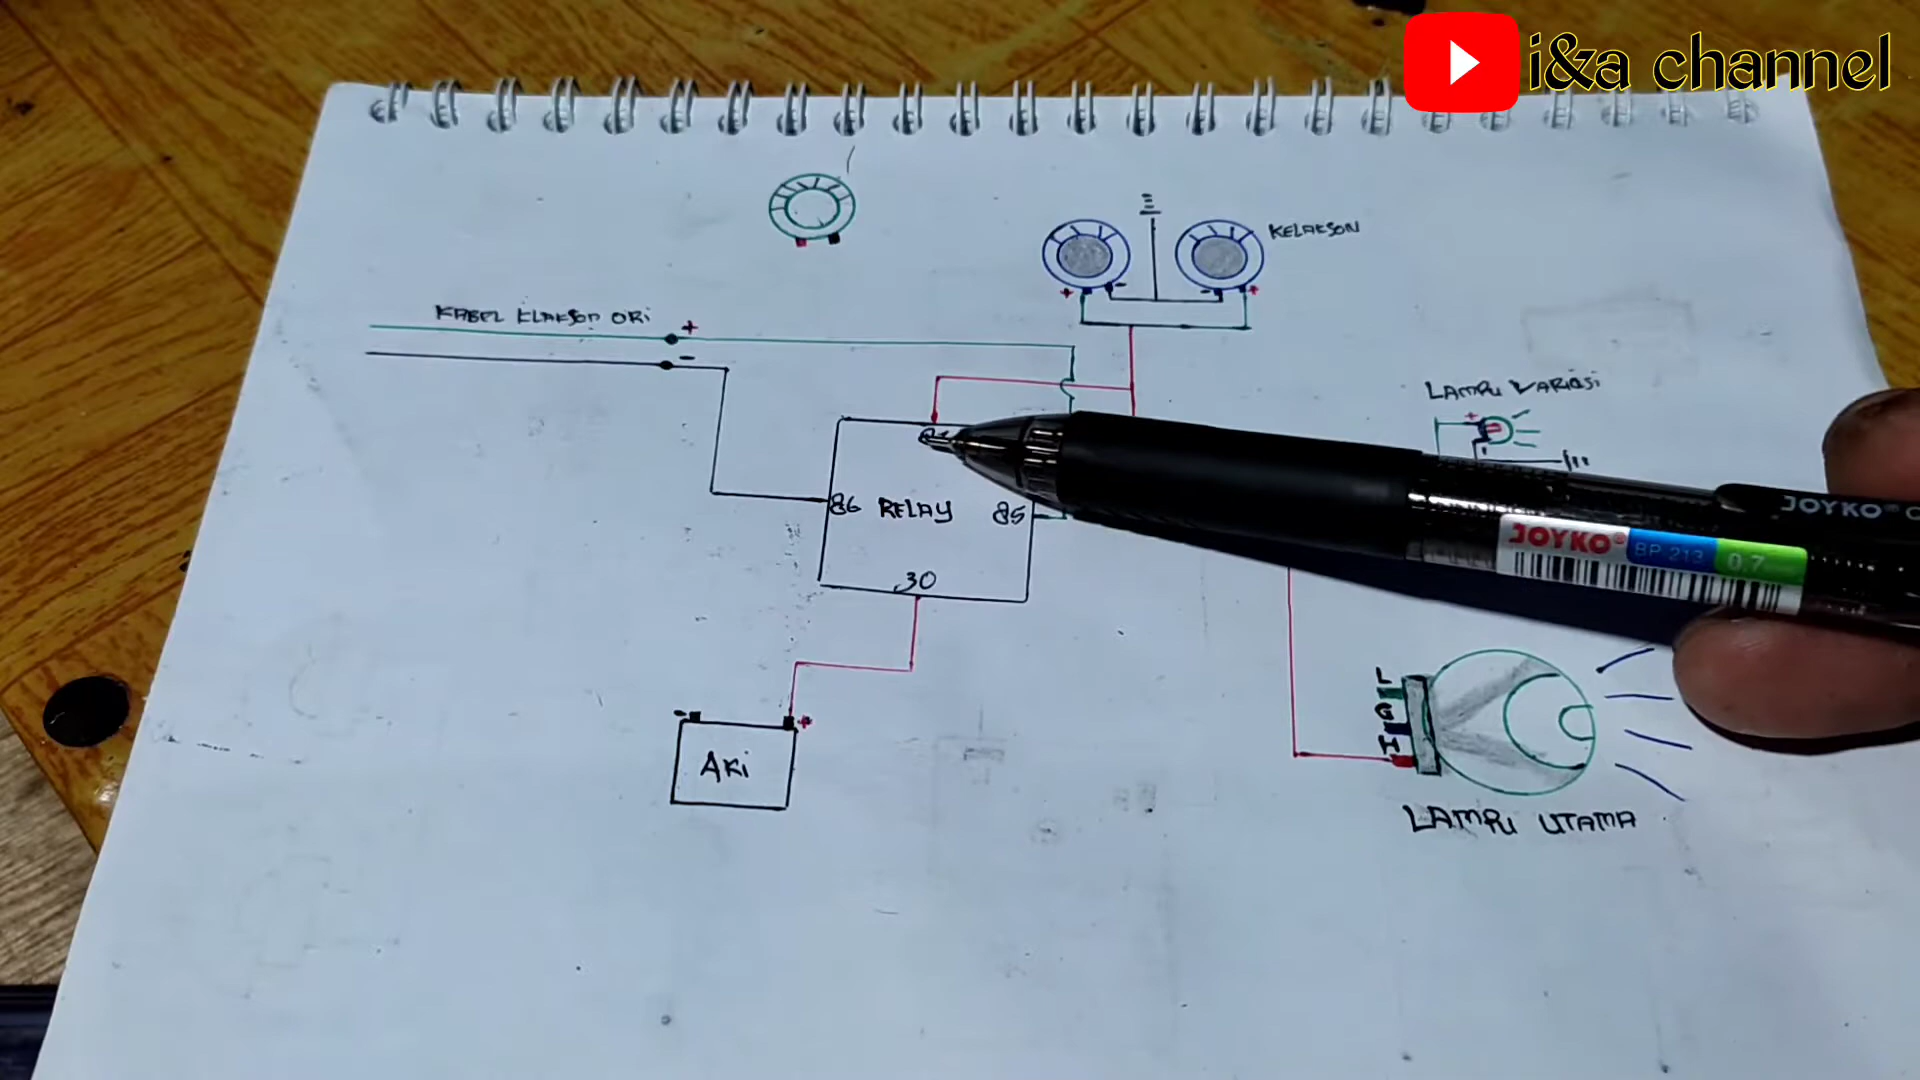 i&a channel
KELAKSON
KABEL KLAKSON ORI
+
-
+
-
-
+
LAMPU VARIASI
+
-
86
RELAY
85
30
JOYKO
JOYKO
BP-213
0.7
L
G
H
- +
AKI
LAMPU UTAMA